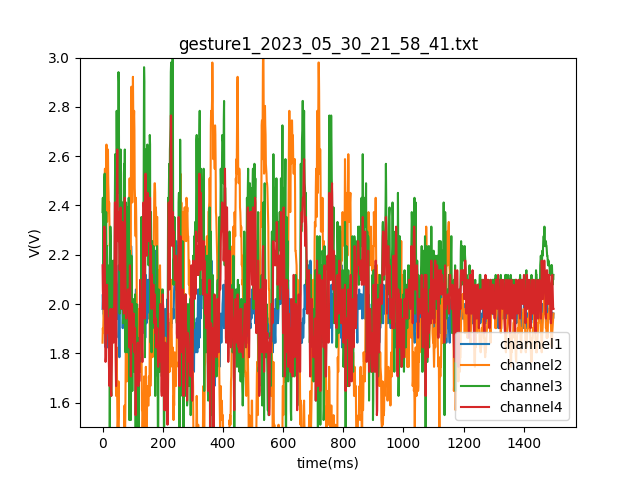 gesture1_2023_05_30_21_58_41.txt
3.0
2.8
2.6
2.4
2.2
2.0
1.8
1.6
V(V)
0 200 400 600 800 1000 1200 1400
time(ms)
channel1
channel2
channel3
channel4